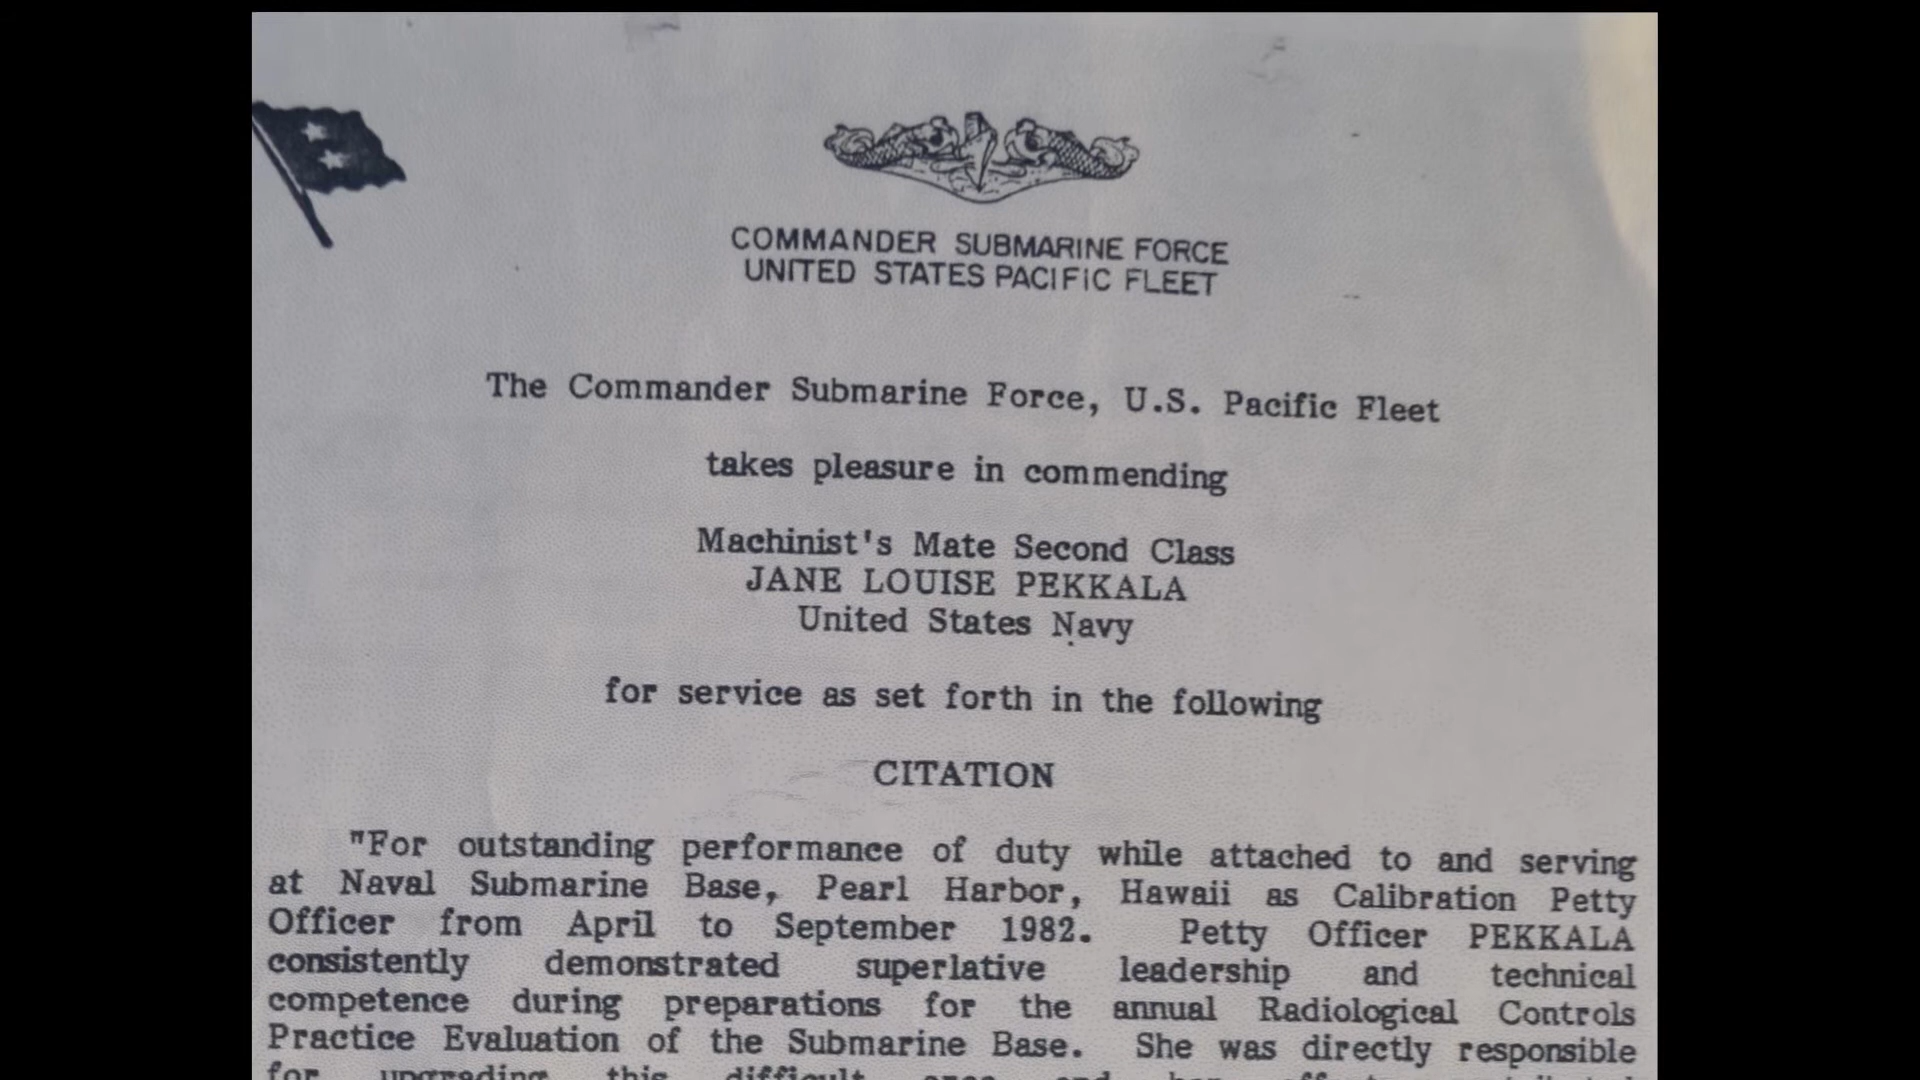 COMMANDER SUBMARINE FORCE
UNITED STATES PACIFIC FLEET
The Commander Submarine Force, U.S. Pacific Fleet
takes pleasure in commending
Machinist's Mate Second Class
JANE LOUISE PEKKALA
United States Navy
for service as set forth in the following
CITATION
"For outstanding performance of duty while attached to and serving
at Naval Submarine Base, Pearl Harbor, Hawaii as Calibration Petty
Officer from April to September 1982. Petty Officer PEKKALA
consistently demonstrated superlative leadership and technical
competence during preparations for the annual Radiological Controls
Practice Evaluation of the Submarine Base. She was directly responsible
for upgrading this difficult